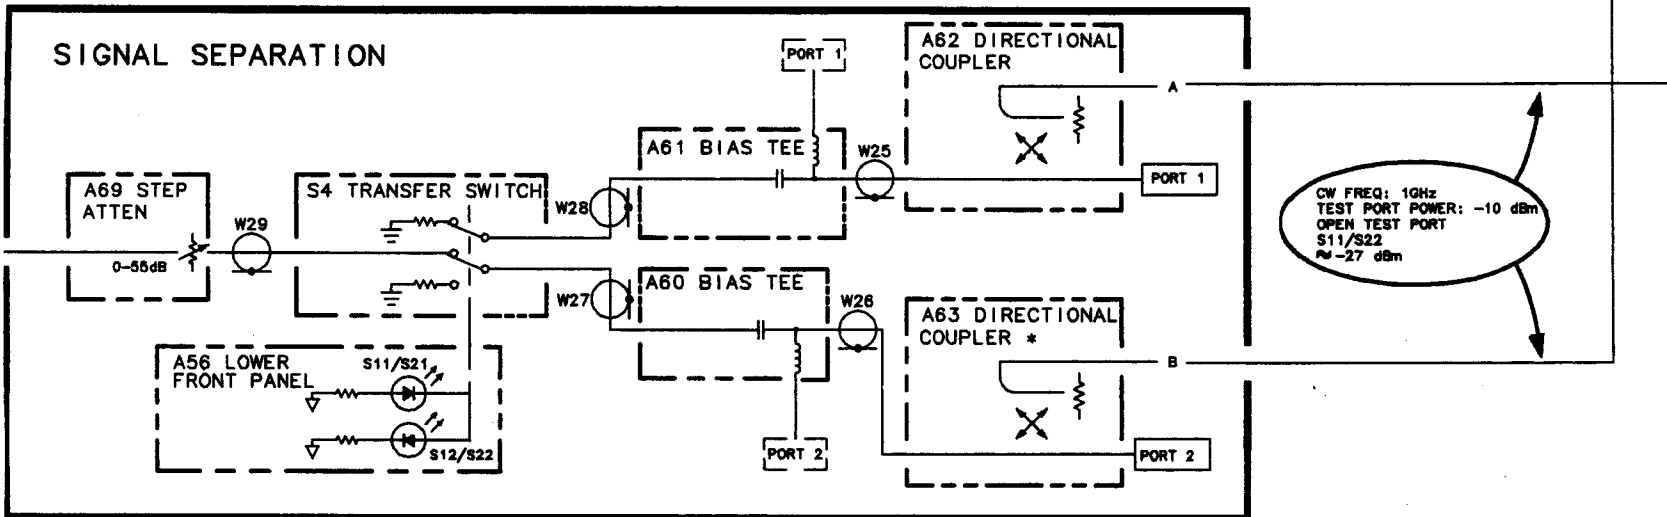 SIGNAL SEPARATION
PORT 1
A62 DIRECTIONAL
COUPLER
A
A61 BIAS TEE
W25
PORT 1
A69 STEP
ATTEN
0-55dB
W29
S4 TRANSFER SWITCH
W28
W27
A60 BIAS TEE
W26
A63 DIRECTIONAL
COUPLER *
B
CW FREQ: 1GHz
TEST PORT POWER: -10 dBm
OPEN TEST PORT
S11/S22
≈ -27 dBm
A56 LOWER
FRONT PANEL
S11/S21
S12/S22
PORT 2
PORT 2